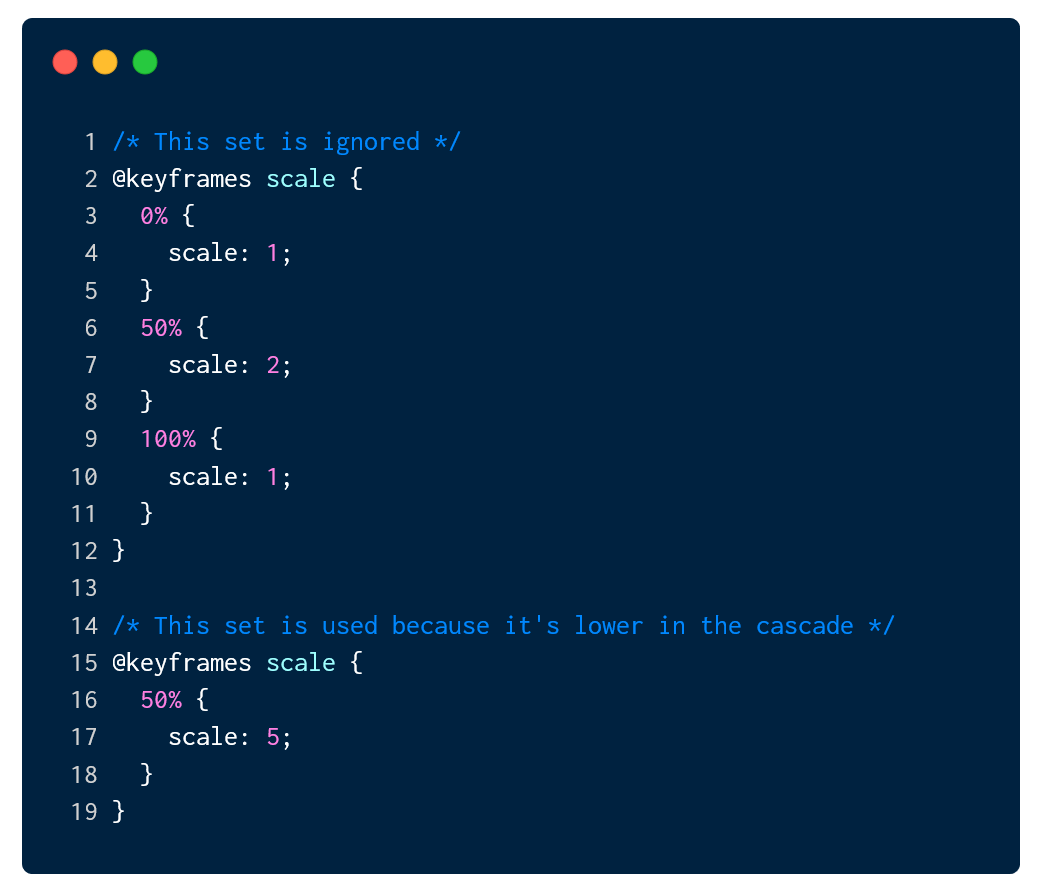 1 /* This set is ignored */
2 @keyframes scale {
3   0% {
4     scale: 1;
5   }
6   50% {
7     scale: 2;
8   }
9   100% {
10     scale: 1;
11   }
12 }
13
14 /* This set is used because it's lower in the cascade */
15 @keyframes scale {
16   50% {
17     scale: 5;
18   }
19 }